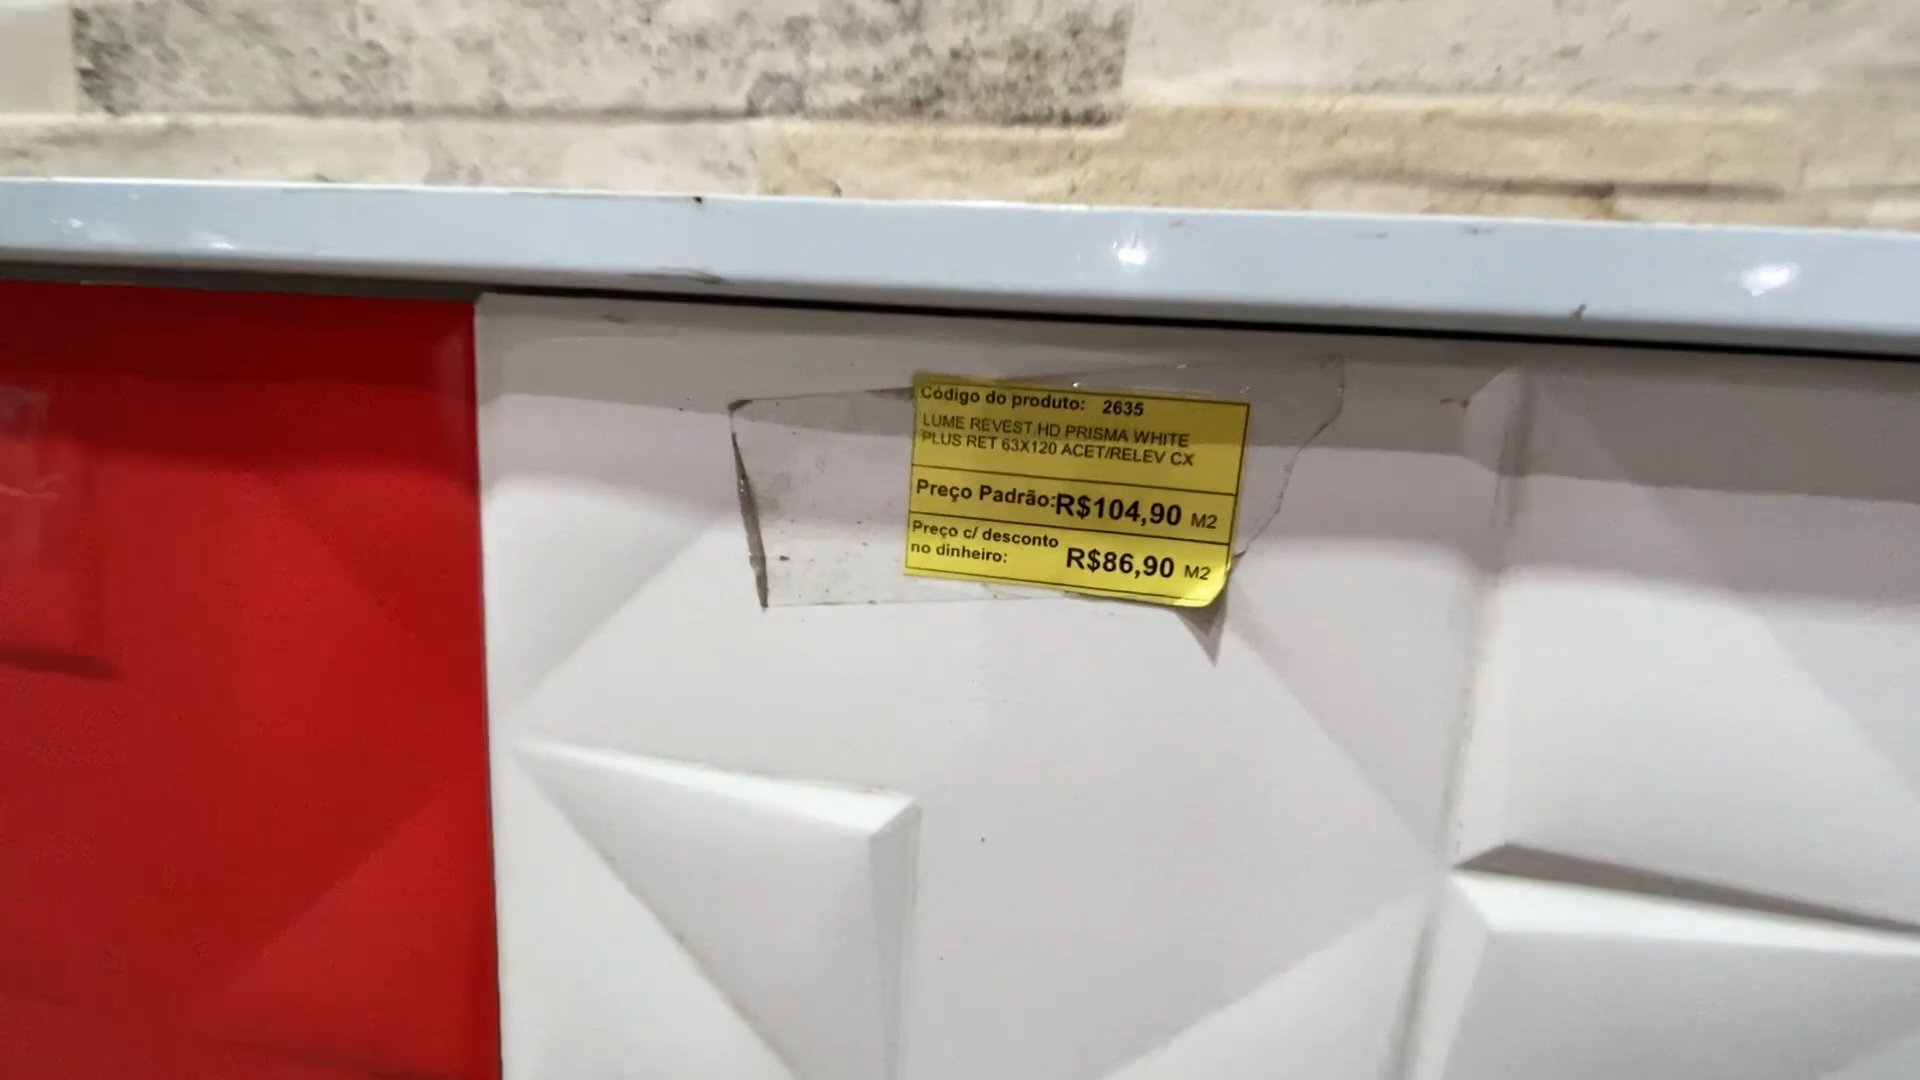 Código do produto: 2635
LUME REVEST HD PRISMA WHITE
PLUS RET 63X120 ACET/RELEV CX
Preço Padrão:R$104,90 M2
Preço c/ desconto
no dinheiro: R$86,90 M2